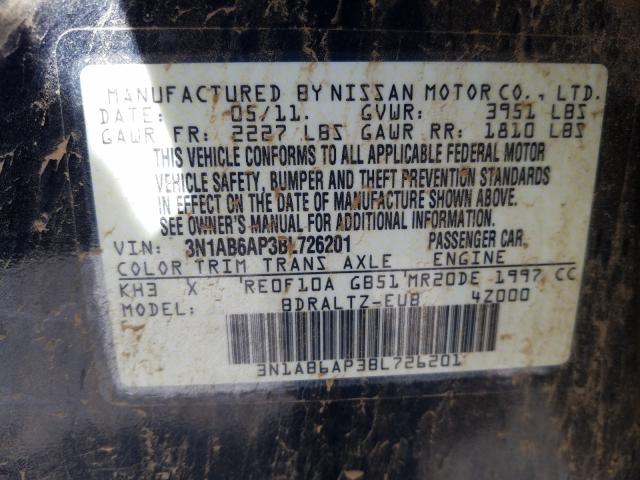 MANUFACTURED BY NISSAN MOTOR CO., LTD.
DATE: 05/11. GVWR: 3951 LBS
GAWR FR: 2227 LBS GAWR RR: 1810 LBS
THIS VEHICLE CONFORMS TO ALL APPLICABLE FEDERAL MOTOR
VEHICLE SAFETY, BUMPER AND THEFT PREVENTION STANDARDS
IN EFFECT ON THE DATE OF MANUFACTURE SHOWN ABOVE.
SEE OWNER'S MANUAL FOR ADDITIONAL INFORMATION.
VIN: 3N1AB6AP3BL726201 PASSENGER CAR
COLOR TRIM TRANS AXLE ENGINE
KH3 X RE0F10A GB51 MR20DE 1997 CC
MODEL: BDRALTZ-EUB 4Z000
3N1AB6AP3BL726201